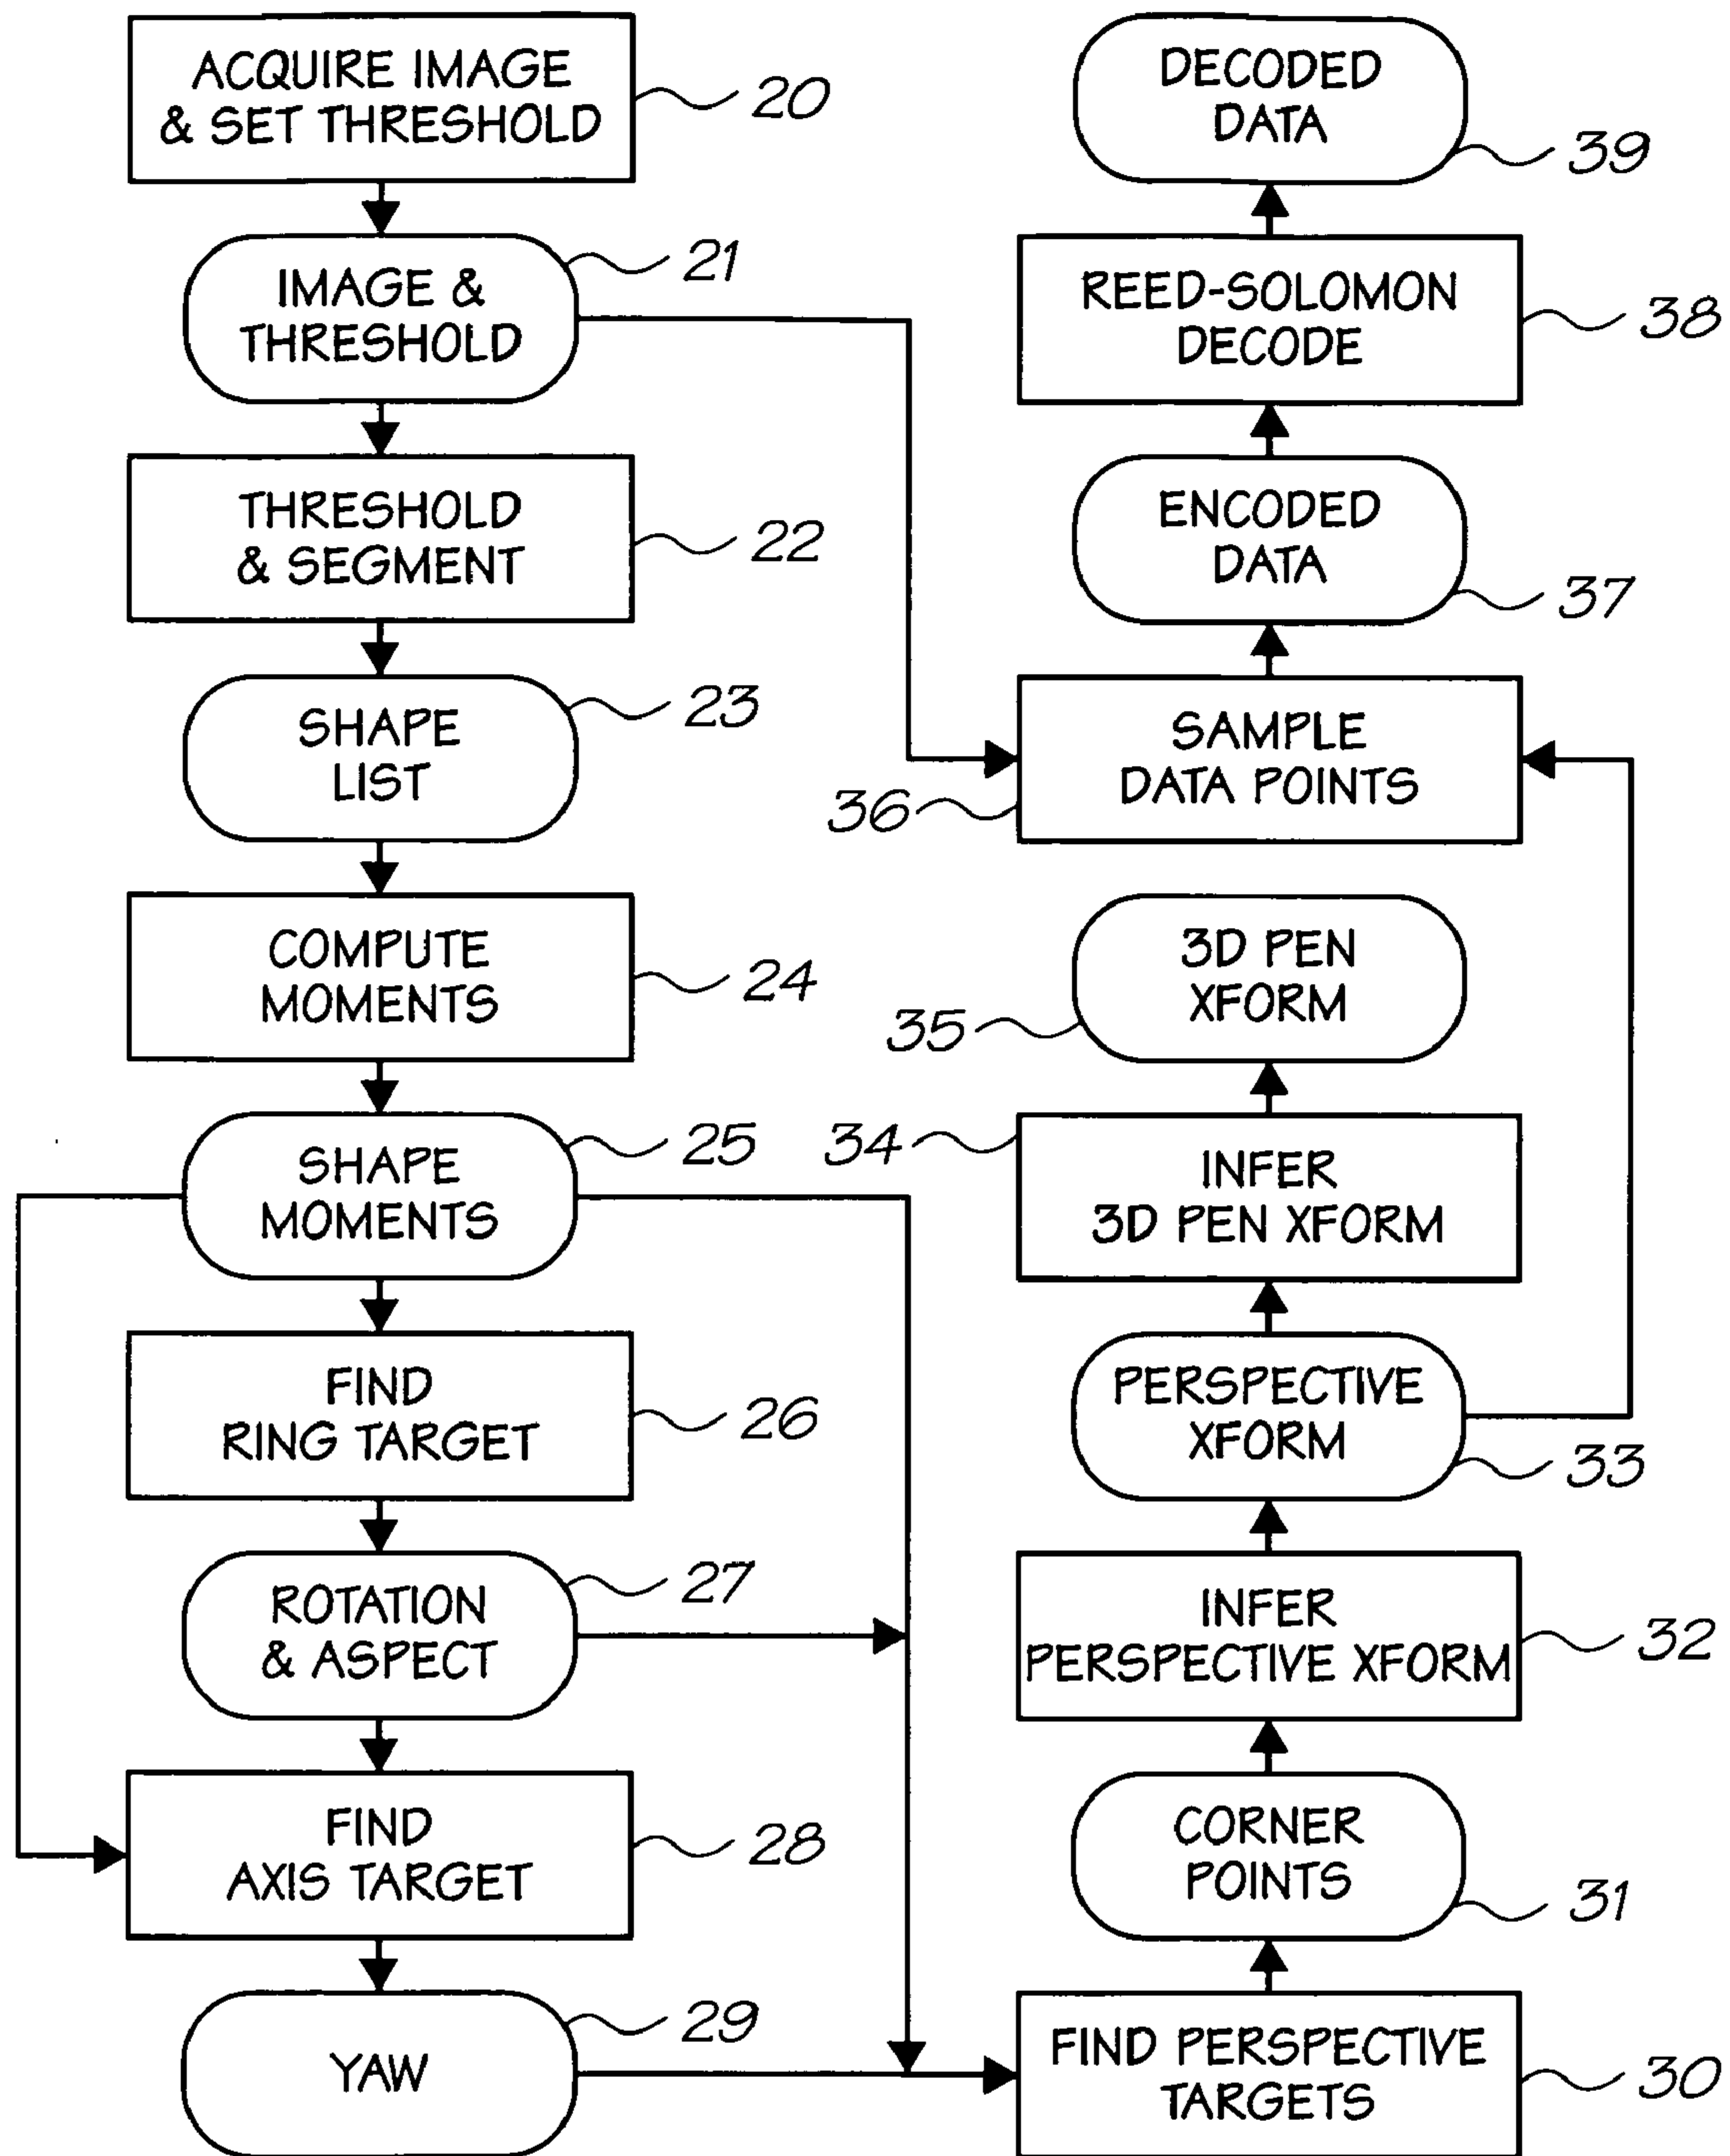 ACQUIRE IMAGE
& SET THRESHOLD
20
IMAGE &
THRESHOLD
21
THRESHOLD
& SEGMENT
22
SHAPE
LIST
23
COMPUTE
MOMENTS
24
SHAPE
MOMENTS
25
FIND
RING TARGET
26
ROTATION
& ASPECT
27
FIND
AXIS TARGET
28
YAW
29
FIND PERSPECTIVE
TARGETS
30
CORNER
POINTS
31
INFER
PERSPECTIVE XFORM
32
PERSPECTIVE
XFORM
33
INFER
3D PEN XFORM
34
3D PEN
XFORM
35
SAMPLE
DATA POINTS
36
ENCODED
DATA
37
REED-SOLOMON
DECODE
38
DECODED
DATA
39